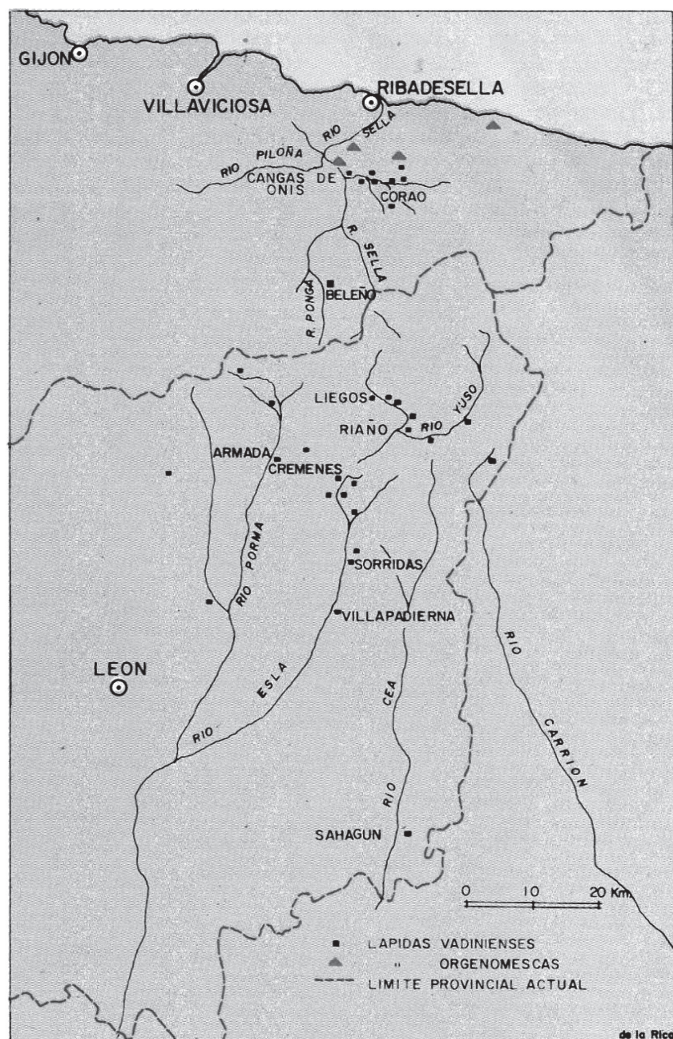 GIJON
VILLAVICIOSA
RIBADESELLA
RIO SELLA
RIO PILOÑA
CANGAS DE
ONIS
CORAO
R. SELLA
BELEÑO
R. PONGA
LIEGOS
RIAÑO
RIO YUSO
ARMADA
CREMENES
RIO PORMA
SORRIDAS
VILLAPADIERNA
LEON
RIO ESLA
RIO CEA
RIO CARRION
SAHAGUN
0 10 20 Km.
LAPIDAS VADINIENSES
" ORGENOMESCAS
LIMITE PROVINCIAL ACTUAL
de la Rica